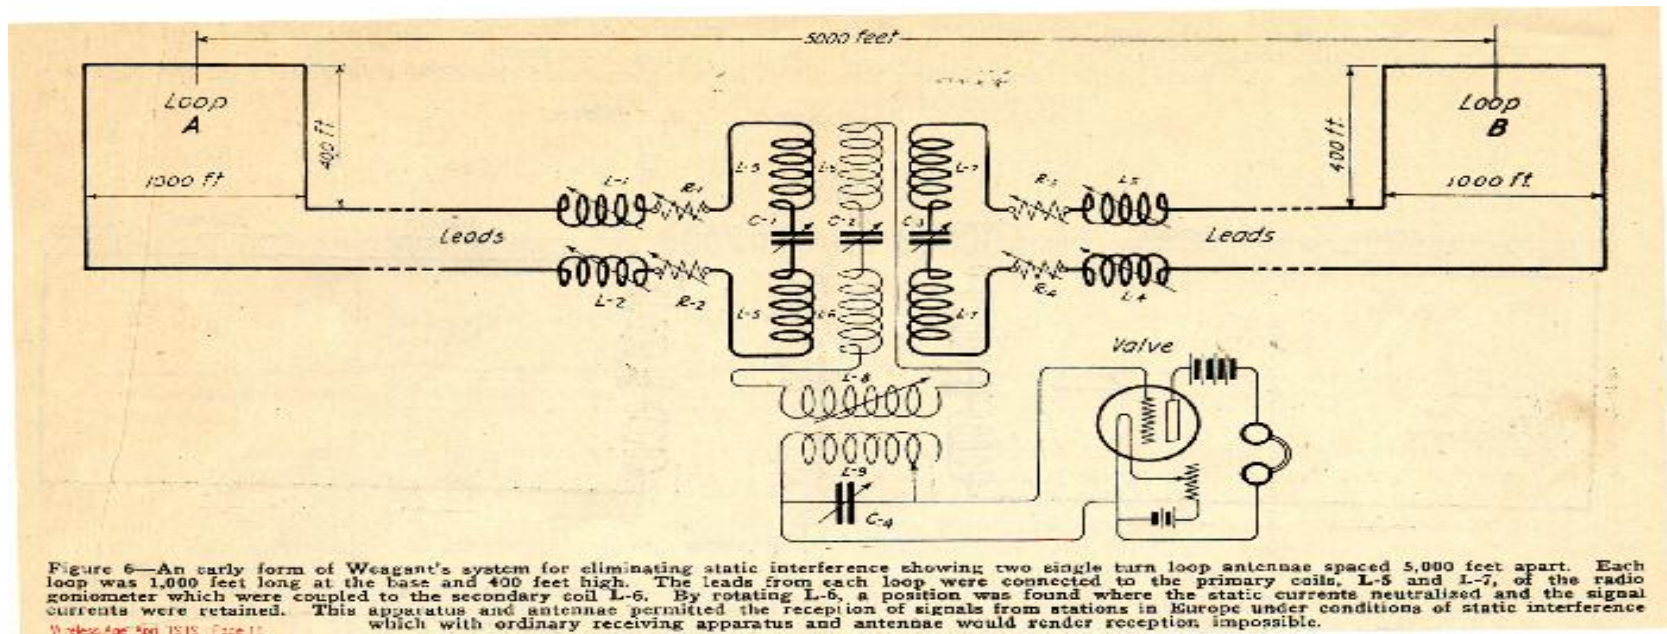 5000 feet
Loop
A
400 ft
1000 ft
Leads
L-1
R-1
L-2
R-2
L-5
L-6
L-7
C-1
C-2
C-3
L-5
L-6
L-7
R-3
L-3
R-4
L-4
Leads
Loop
B
400 ft.
1000 ft.
L-8
L-9
C-4
Valve
Figure 6—An early form of Weagant's system for eliminating static interference showing two single turn loop antennae spaced 5,000 feet apart. Each
loop was 1,000 feet long at the base and 400 feet high. The leads from each loop were connected to the primary coils, L-5 and L-7, of the radio
goniometer which were coupled to the secondary coil L-6. By rotating L-6, a position was found where the static currents neutralized and the signal
currents were retained. This apparatus and antennae permitted the reception of signals from stations in Europe under conditions of static interference
which with ordinary receiving apparatus and antennae would render reception impossible.
Wireless Age